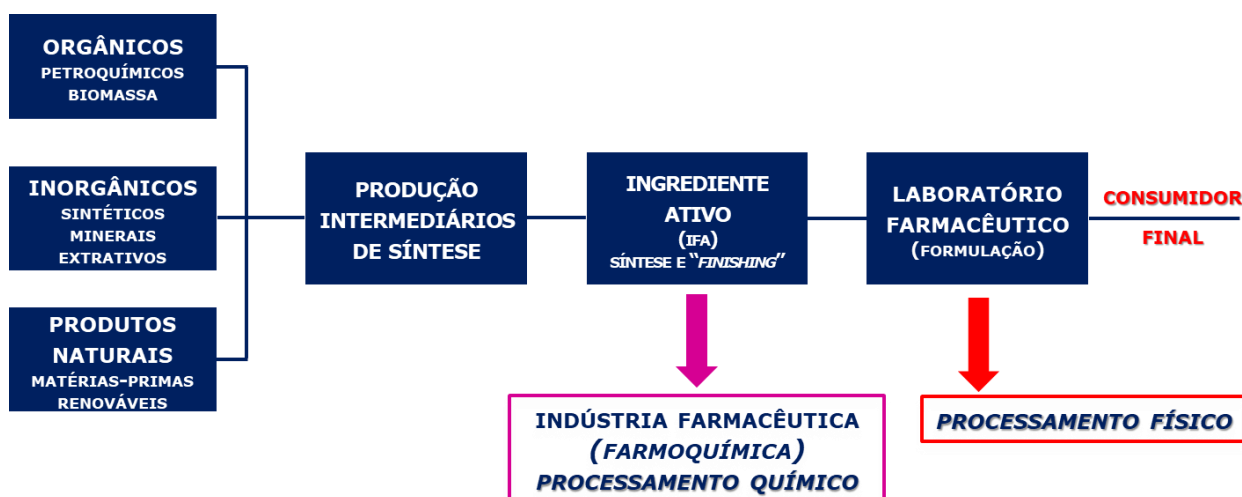 ORGÂNICOS
PETROQUÍMICOS
BIOMASSA
INORGÂNICOS
SINTÉTICOS
MINERAIS
EXTRATIVOS
PRODUTOS
NATURAIS
MATÉRIAS-PRIMAS
RENOVÁVEIS
PRODUÇÃO
INTERMEDIÁRIOS
DE SÍNTESE
INGREDIENTE
ATIVO
(IFA)
SÍNTESE E “FINISHING”
LABORATÓRIO
FARMACÊUTICO
(FORMULAÇÃO)
CONSUMIDOR
FINAL
INDÚSTRIA FARMACÊUTICA
(FARMOQUÍMICA)
PROCESSAMENTO QUÍMICO
PROCESSAMENTO FÍSICO